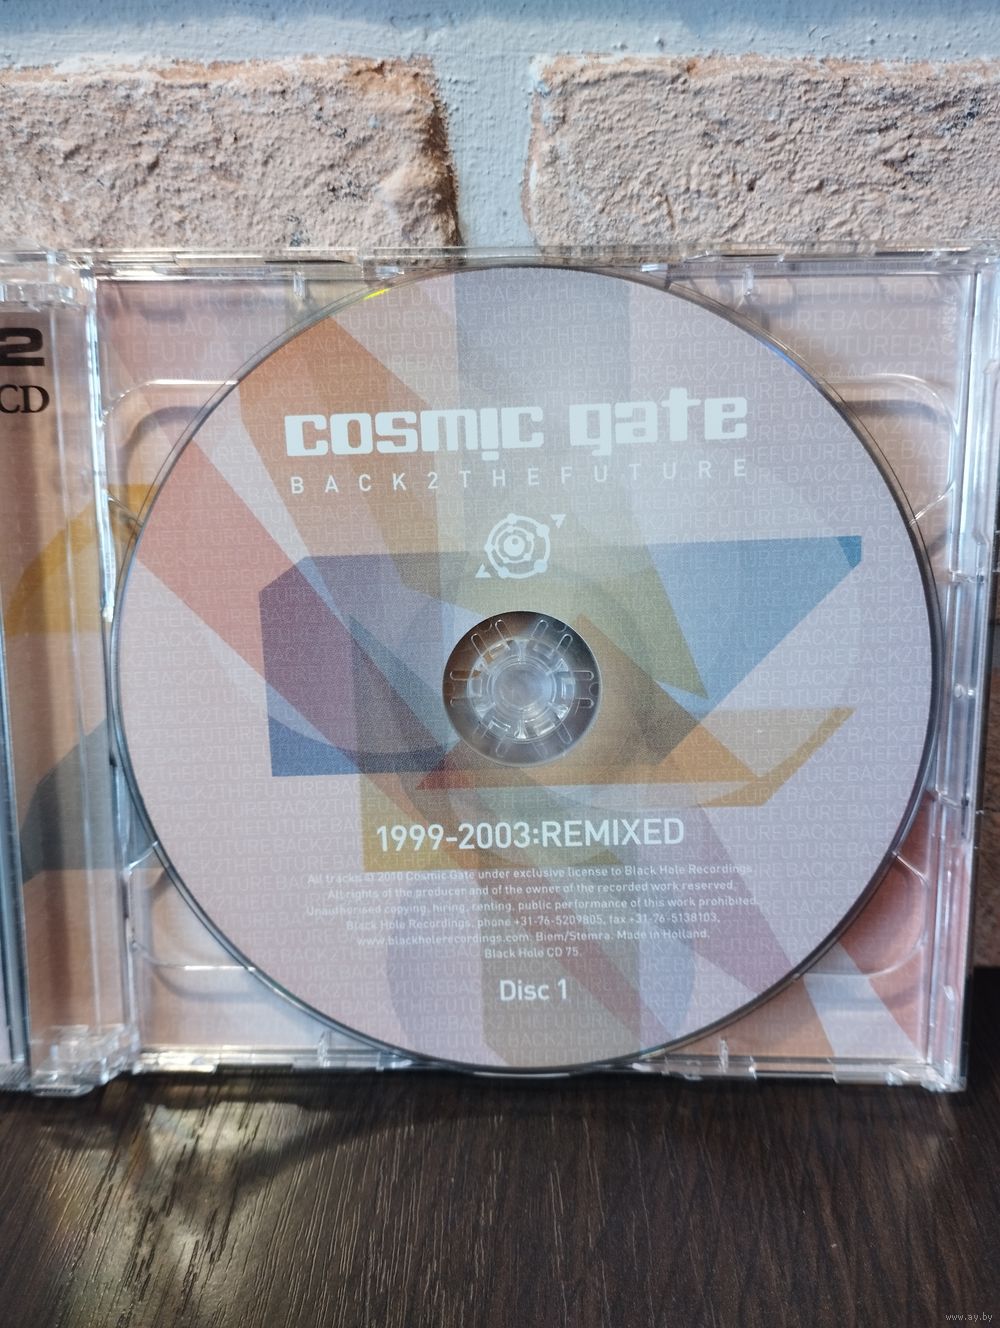 2
CD
cosmic gate
BACK2THEFUTURE
1999-2003:REMIXED
All tracks ℗ 2010 Cosmic Gate under exclusive license to Black Hole Recordings.
All rights of the producer and of the owner of the recorded work reserved.
Unauthorised copying, hiring, renting, public performance of this work prohibited.
Black Hole Recordings, phone +31-76-5209805, fax +31-76-5138103,
www.blackholerecordings.com. Biem/Stemra. Made in Holland.
Black Hole CD 75
Disc 1
www.ay.by